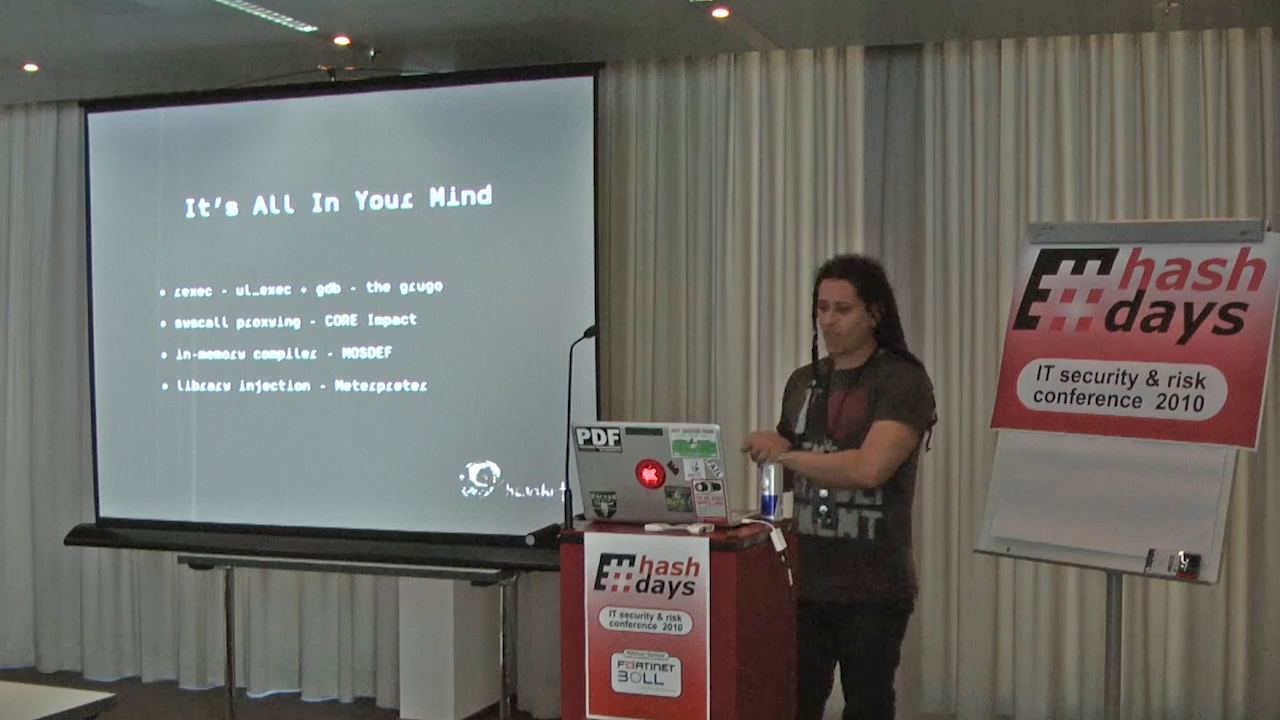 It's All In Your Mind
• rexec - ul_exec + gdb - the grugq
• syscall proxying - CORE Impact
• in-memory compiler - MOSDEF
• library injection - Meterpreter
PDF
hash
days
IT security & risk
conference 2010
hash
days
IT security & risk
conference 2010
FORTINET
BOLL